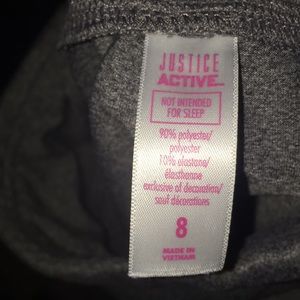 JUSTICE
ACTIVE™
NOT INTENDED
FOR SLEEP
90% polyester/
polyester
10% elastane/
élasthanne
exclusive of decoration/
sauf décorations
8
MADE IN
VIETNAM